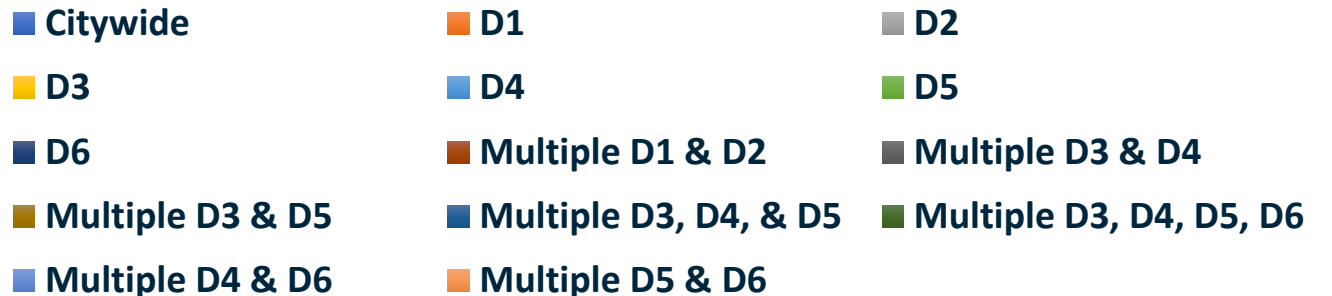 Citywide D1 D2
D3 D4 D5
D6 Multiple D1 & D2 Multiple D3 & D4
Multiple D3 & D5 Multiple D3, D4, & D5 Multiple D3, D4, D5, D6
Multiple D4 & D6 Multiple D5 & D6